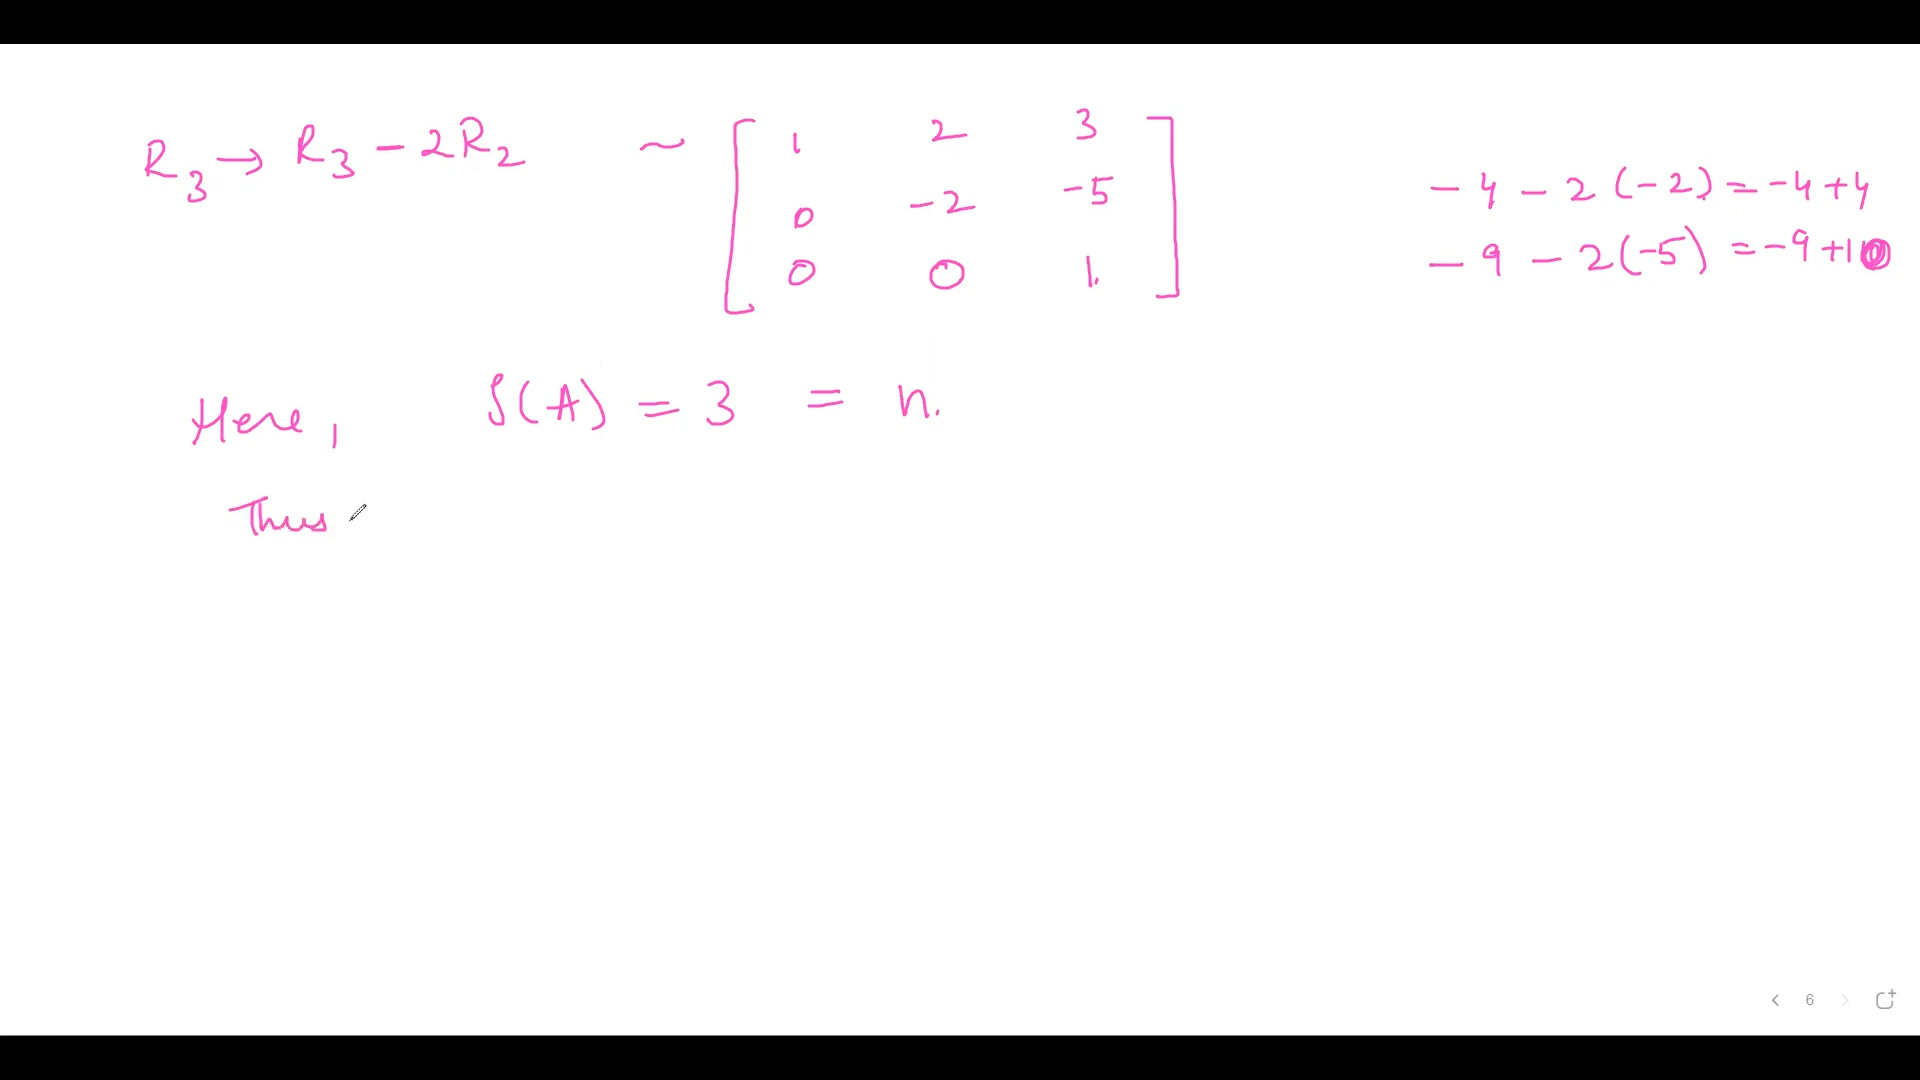 R₃ → R₃ - 2R₂ ~ [ 1 2 3
0 -2 -5
0 0 1. ]
- 4 - 2 (-2) = -4 + 4
- 9 - 2 (-5) = -9 + 10
Here, ρ(A) = 3 = n.
Thus
6